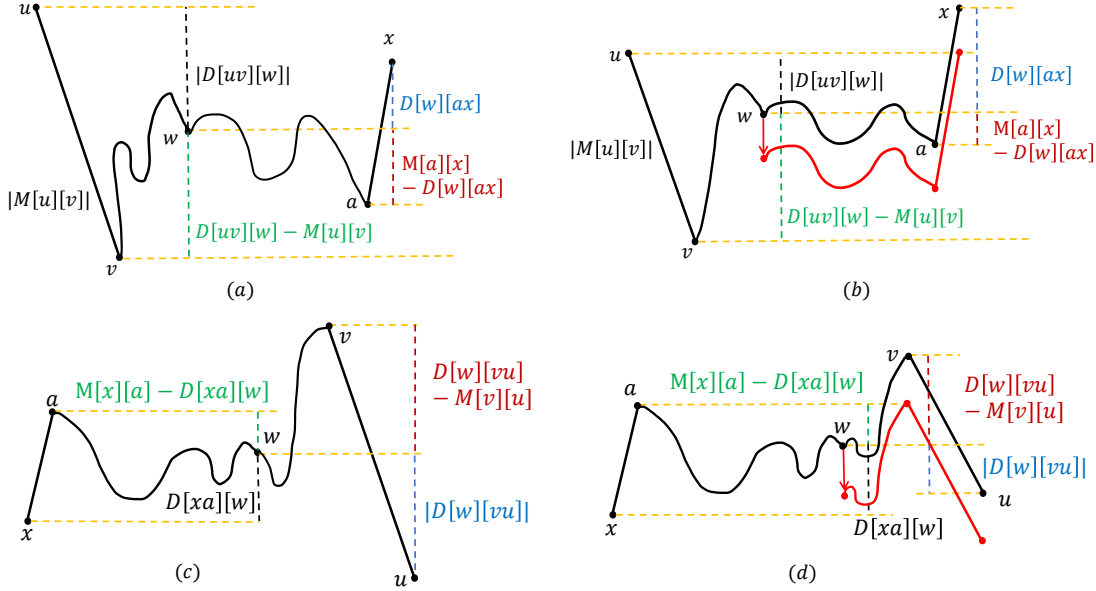 u
|D[uv][w]|
x
D[w][ax]
w
M[a][x]
− D[w][ax]
|M[u][v]|
a
D[uv][w] − M[u][v]
v
(a)
x
u
|D[uv][w]|
D[w][ax]
w
|M[u][v]|
a
M[a][x]
− D[w][ax]
D[uv][w] − M[u][v]
v
(b)
v
M[x][a] − D[xa][w]
D[w][vu]
− M[v][u]
a
w
D[xa][w]
|D[w][vu]|
x
u
(c)
v
M[x][a] − D[xa][w]
D[w][vu]
− M[v][u]
a
w
|D[w][vu]|
u
x
D[xa][w]
(d)